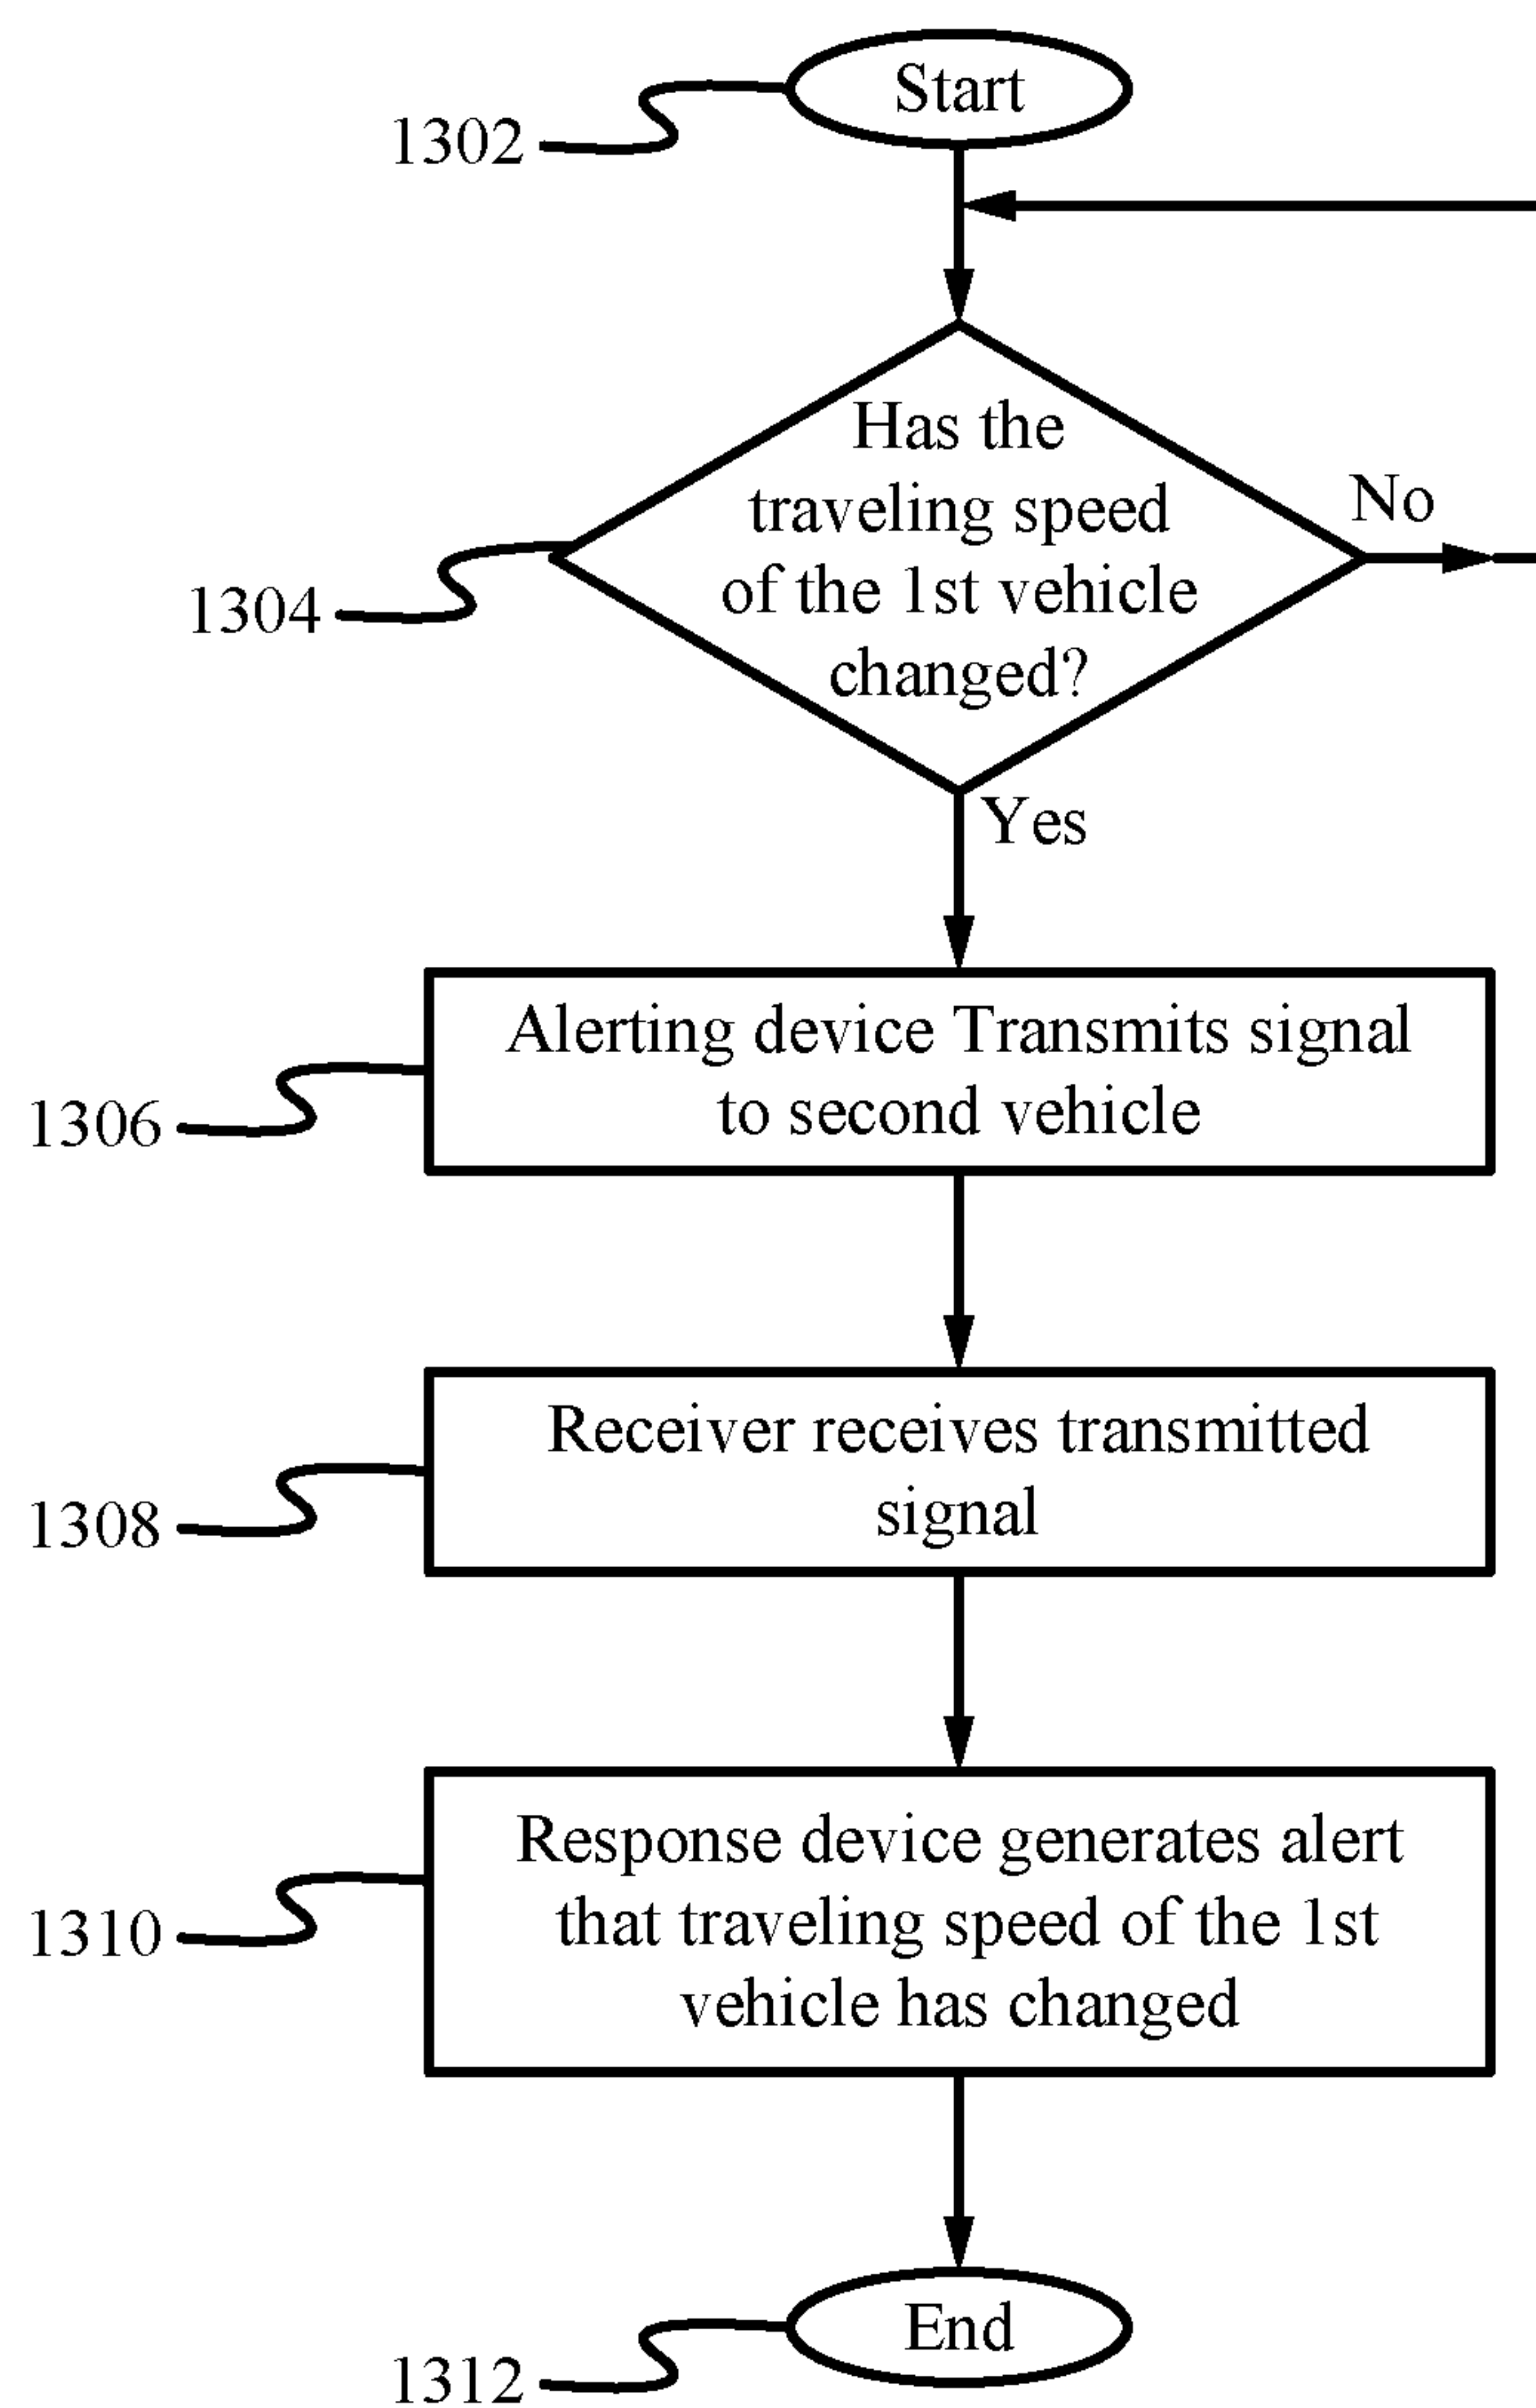 Start
1302
Has the
traveling speed
of the 1st vehicle
changed?
No
1304
Yes
Alerting device Transmits signal
to second vehicle
1306
Receiver receives transmitted
signal
1308
Response device generates alert
that traveling speed of the 1st
vehicle has changed
1310
End
1312